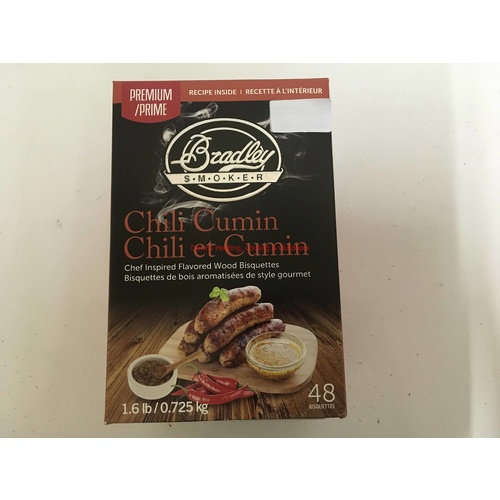 PREMIUM
/PRIME
RECIPE INSIDE | RECETTE À L'INTÉRIEUR
Bradley
S•M•O•K•E•R
Chili Cumin
Chili et Cumin
Chef Inspired Flavored Wood Bisquettes
Bisquettes de bois aromatisées de style gourmet
1.6 lb / 0.725 kg
48
BISQUETTES